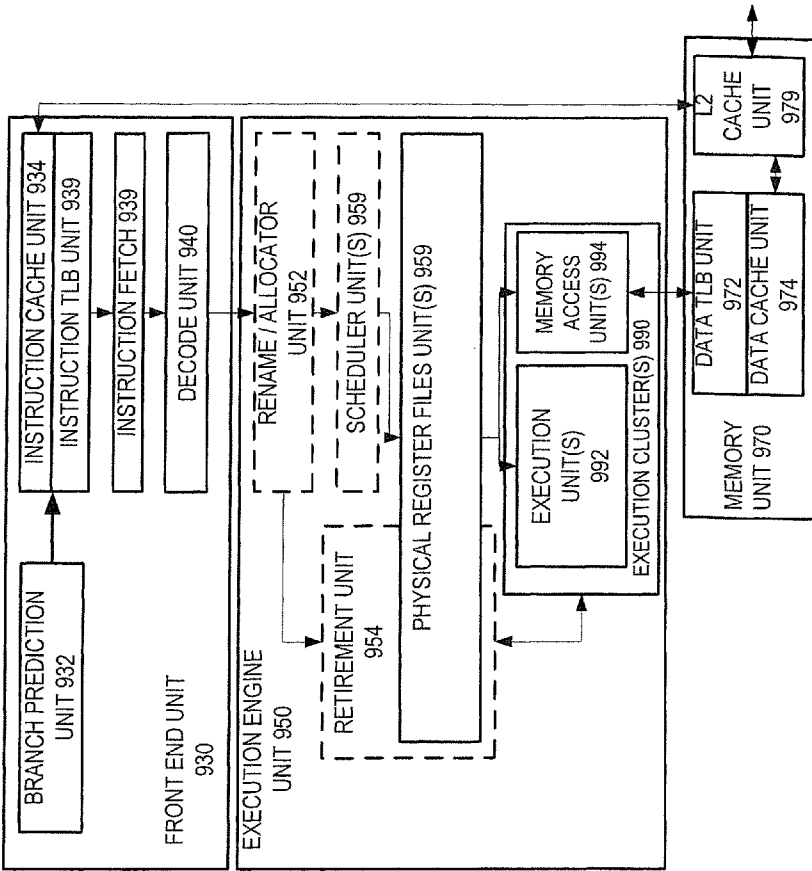 BRANCH PREDICTION
UNIT 932
INSTRUCTION CACHE UNIT 934
INSTRUCTION TLB UNIT 939
INSTRUCTION FETCH 939
DECODE UNIT 940
FRONT END UNIT
930
EXECUTION ENGINE
UNIT 950
RENAME / ALLOCATOR
UNIT 952
SCHEDULER UNIT(S) 959
RETIREMENT UNIT
954
PHYSICAL REGISTER FILES UNIT(S) 959
EXECUTION
UNIT(S)
992
MEMORY
ACCESS
UNIT(S) 994
EXECUTION CLUSTER(S) 990
MEMORY
UNIT 970
DATA TLB UNIT
972
DATA CACHE UNIT
974
L2
CACHE
UNIT
979